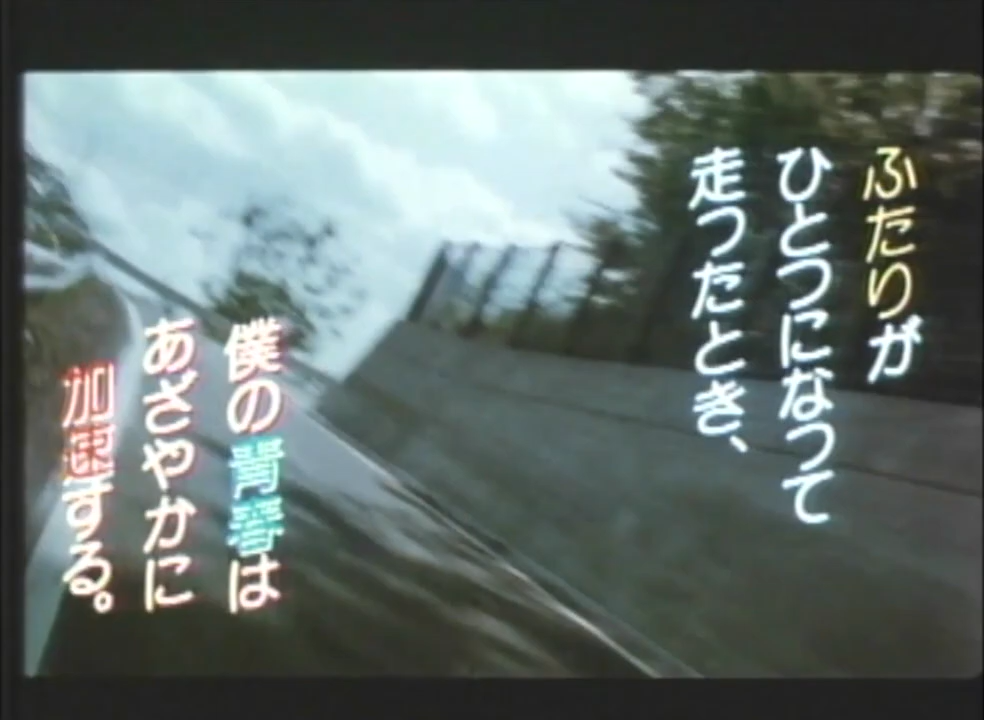 ふたりが
ひとつになって
走ったとき、
僕の青春は
あざやかに
加速する。